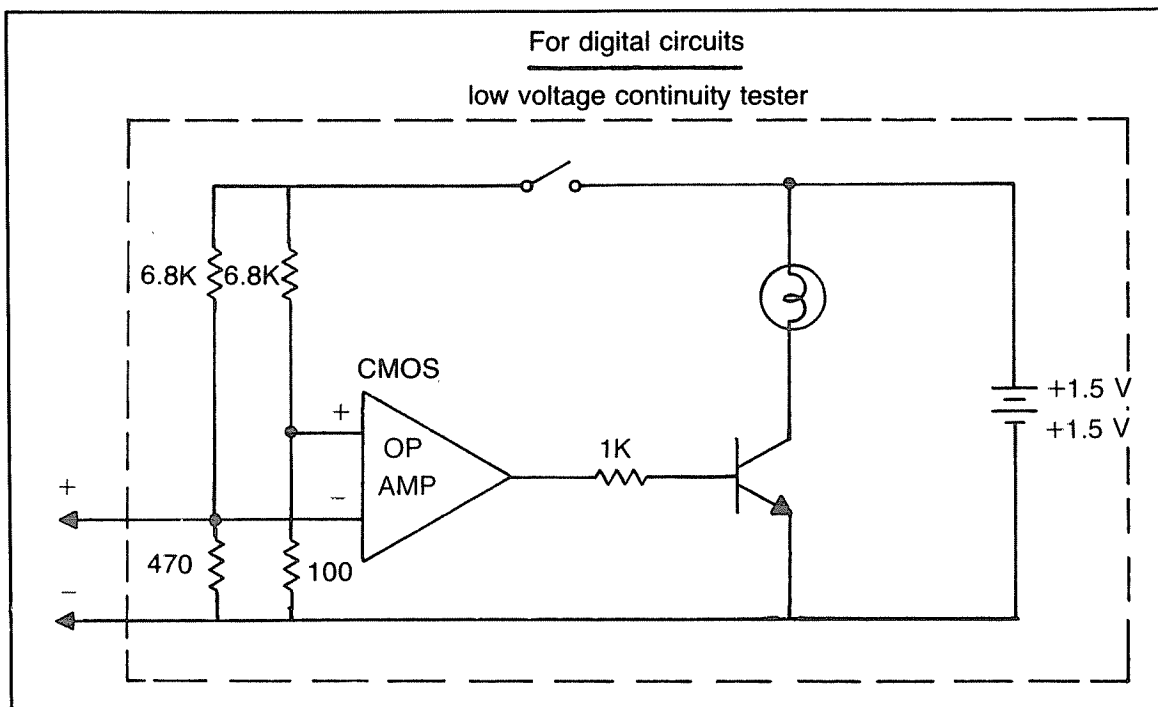 For digital circuits
low voltage continuity tester
6.8K 6.8K
CMOS
+1.5 V
+1.5 V
+
OP
AMP
−
1K
+
470
100
−